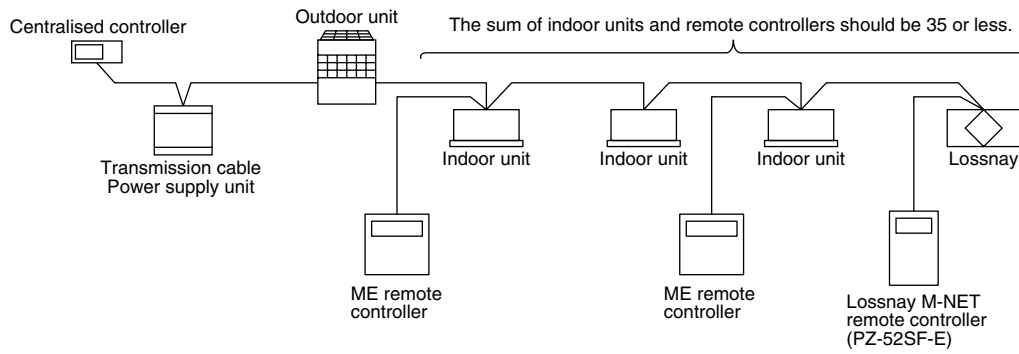 Centralised controller
Outdoor unit
The sum of indoor units and remote controllers should be 35 or less.
Transmission cable
Power supply unit
Indoor unit
Indoor unit
Indoor unit
Lossnay
ME remote
controller
ME remote
controller
Lossnay M-NET
remote controller
(PZ-52SF-E)